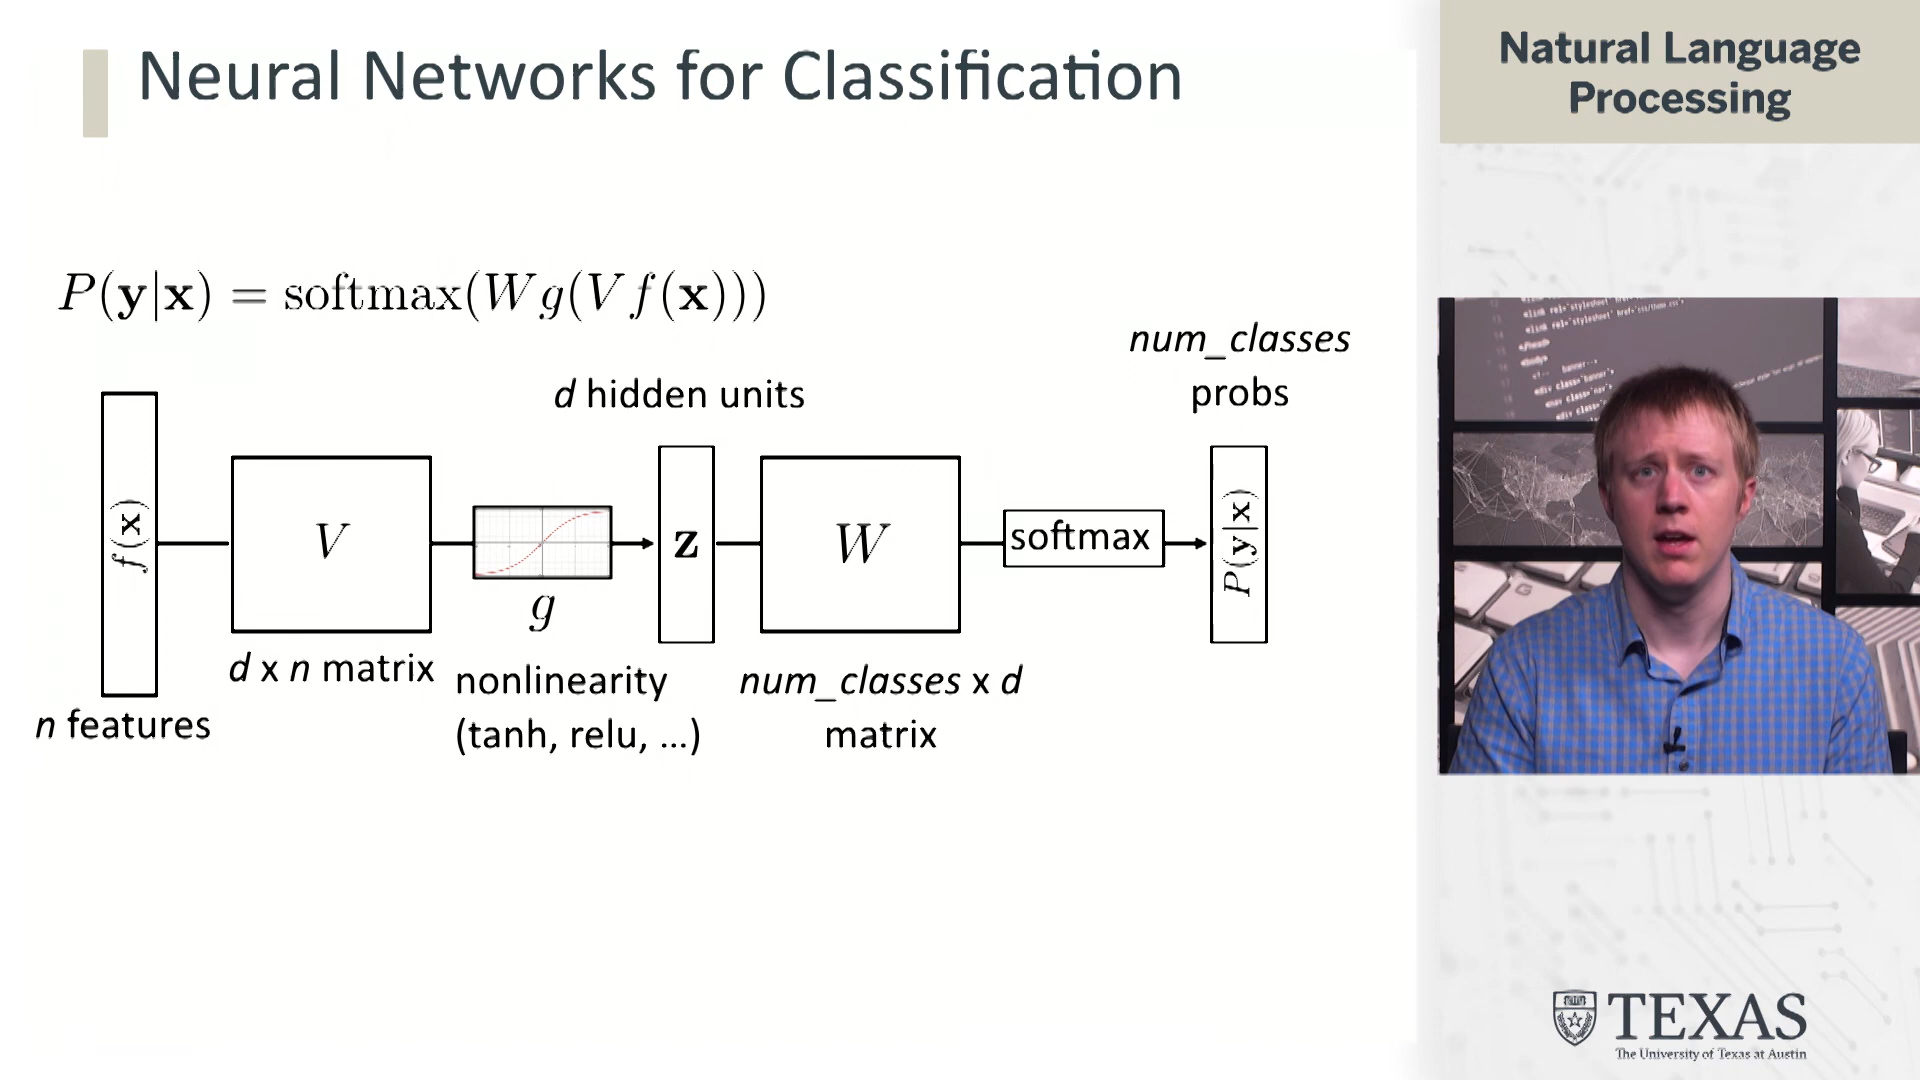 Neural Networks for Classification
Natural Language
Processing
P(y|x) = softmax(Wg(Vf(x)))
num_classes
probs
d hidden units
f(x)
V
g
z
W
softmax
P(y|x)
d x n matrix
nonlinearity
(tanh, relu, ...)
num_classes x d
matrix
n features
TEXAS
The University of Texas at Austin